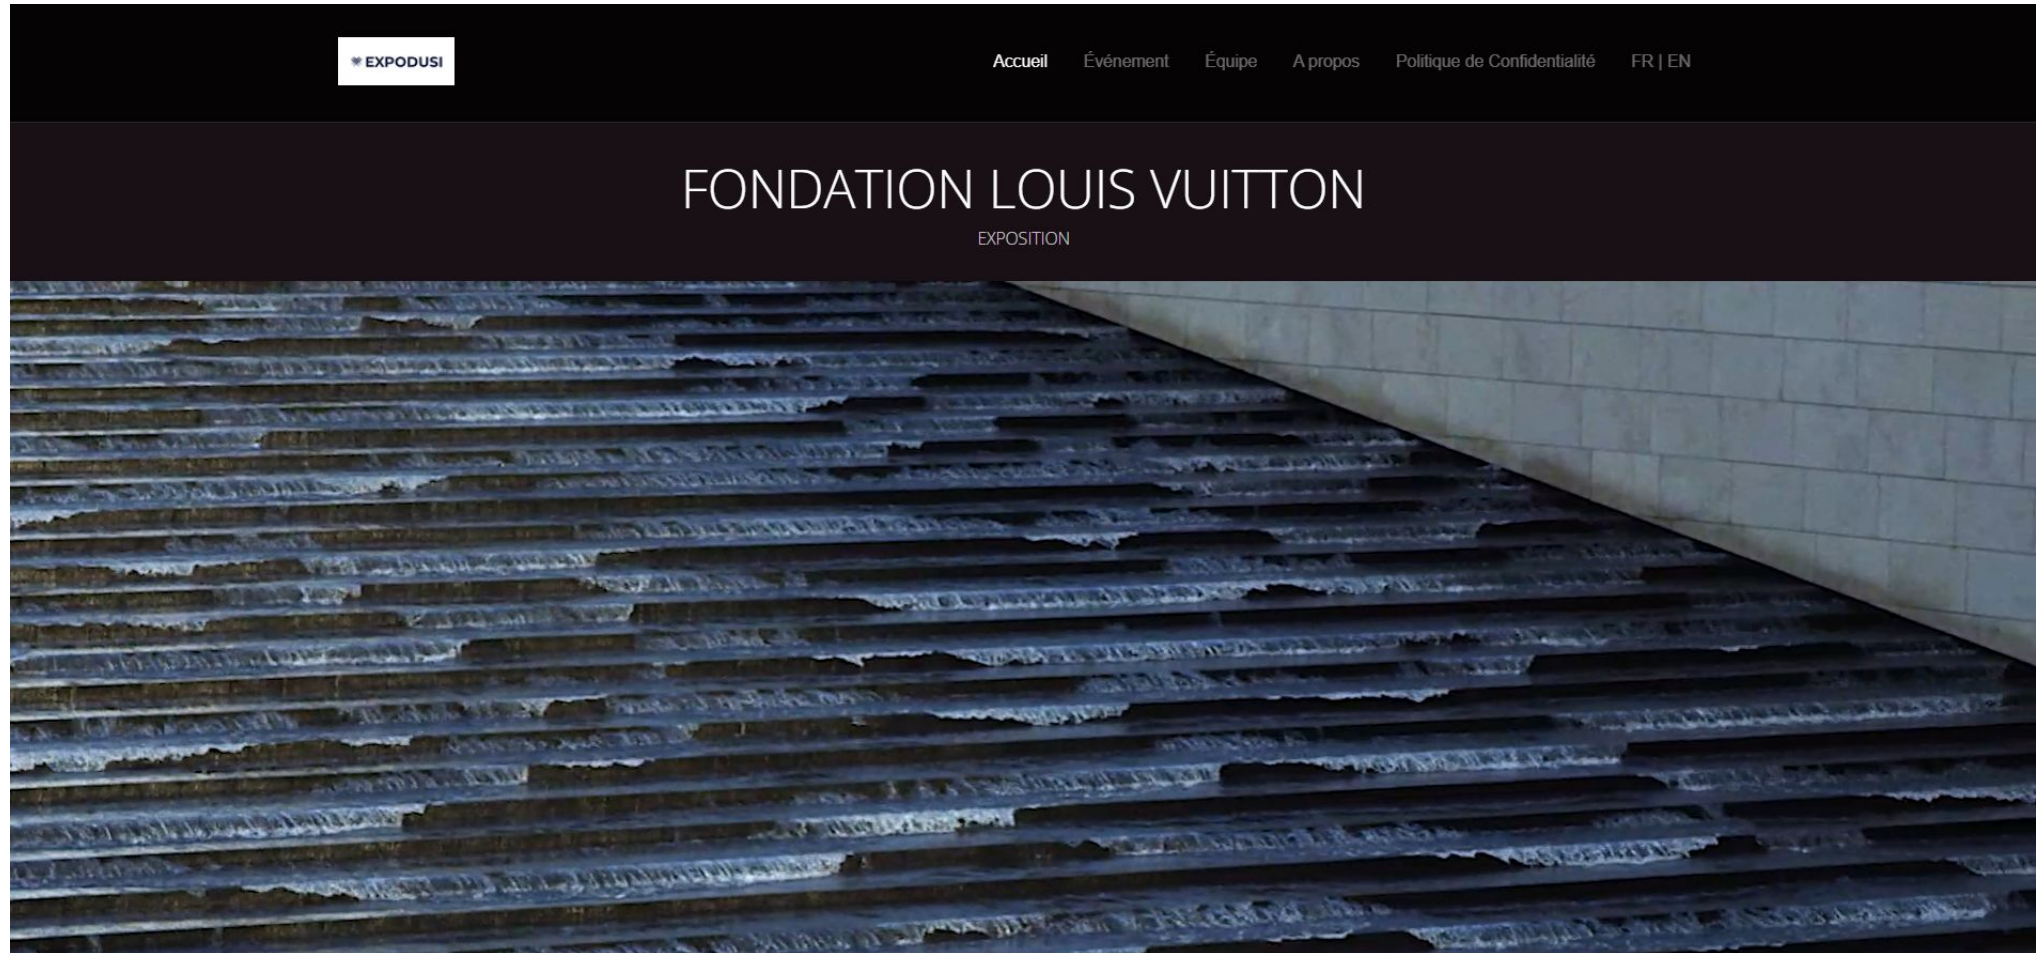 EXPODUSI
Accueil Événement Équipe A propos Politique de Confidentialité FR | EN
FONDATION LOUIS VUITTON
EXPOSITION